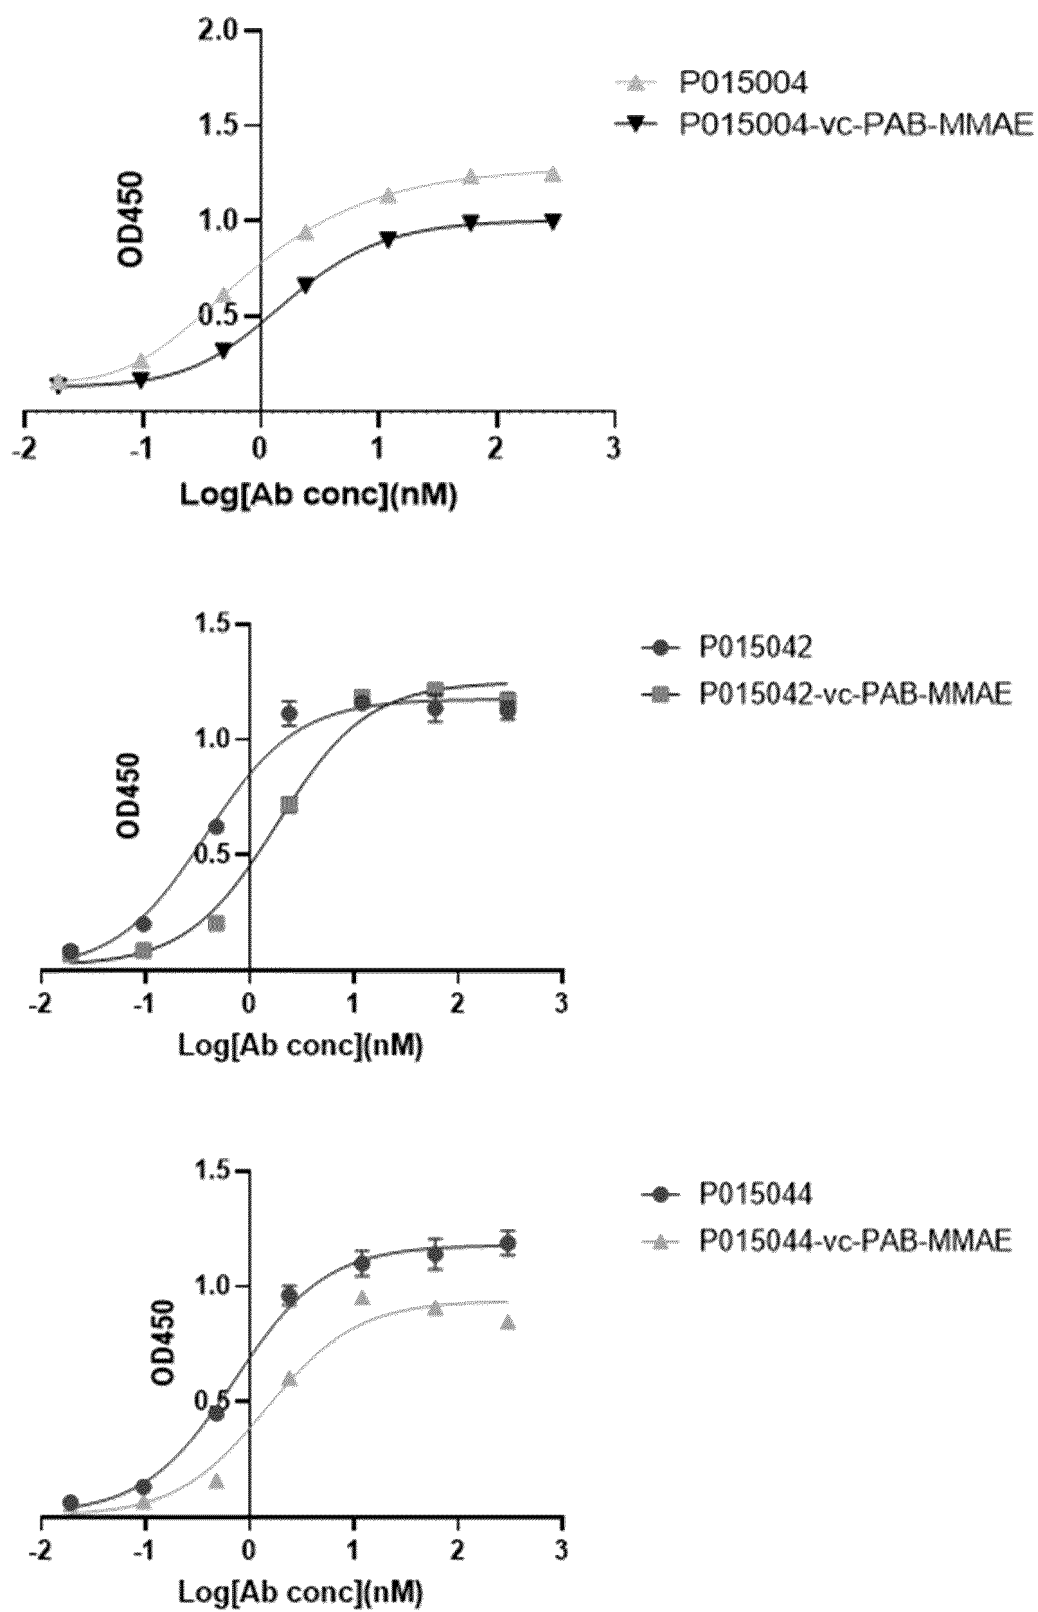 2.0
P015004
P015004-vc-PAB-MMAE
1.5
OD450
1.0
0.5
-2 -1 0 1 2 3
Log[Ab conc](nM)
1.5
P015042
P015042-vc-PAB-MMAE
1.0
OD450
0.5
-2 -1 0 1 2 3
Log[Ab conc](nM)
1.5
P015044
P015044-vc-PAB-MMAE
1.0
OD450
0.5
-2 -1 0 1 2 3
Log[Ab conc](nM)